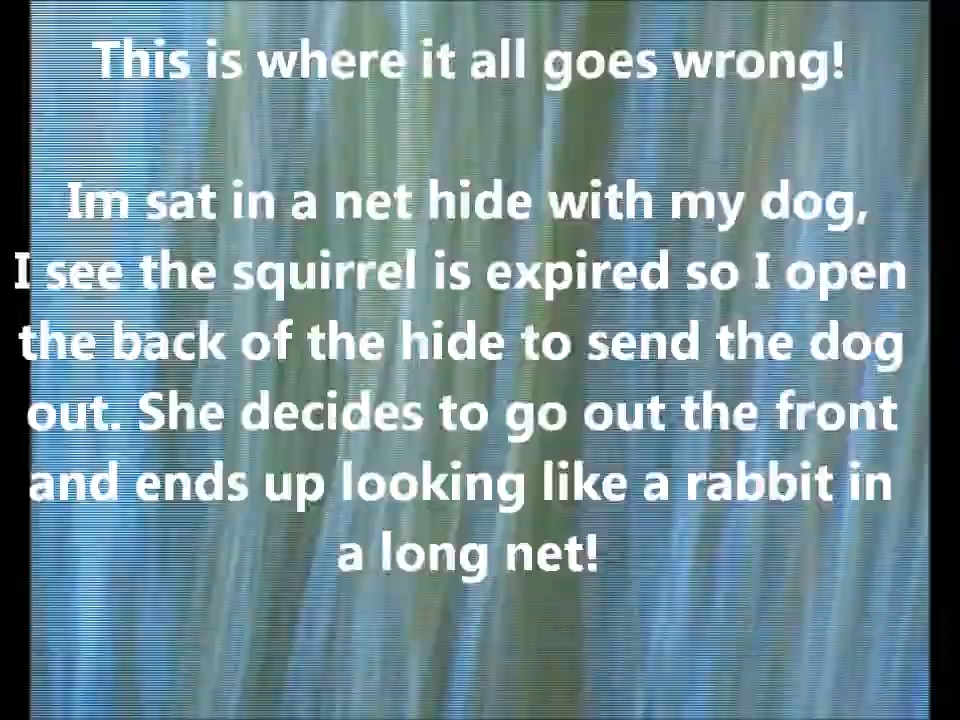 This is where it all goes wrong!
Im sat in a net hide with my dog,
I see the squirrel is expired so I open
the back of the hide to send the dog
out. She decides to go out the front
and ends up looking like a rabbit in
a long net!